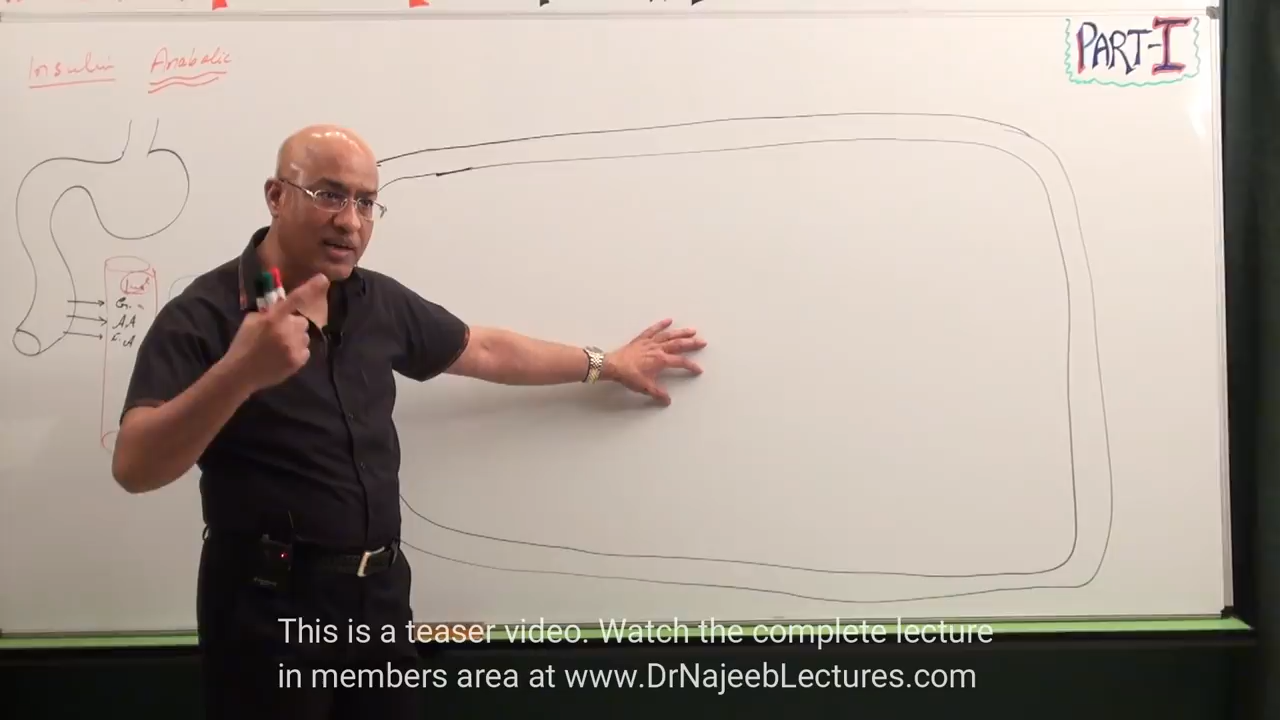 Insulin Anabolic
PART-I
AA
This is a teaser video. Watch the complete lecture
in members area at www.DrNajeebLectures.com